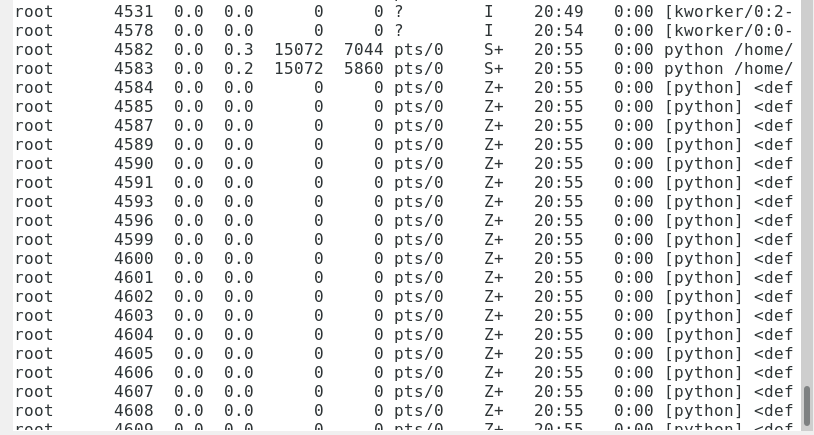 root 4531 0.0 0.0 0 0 ? I 20:49 0:00 [kworker/0:2-
root 4578 0.0 0.0 0 0 ? I 20:54 0:00 [kworker/0:0-
root 4582 0.0 0.3 15072 7044 pts/0 S+ 20:55 0:00 python /home/
root 4583 0.0 0.2 15072 5860 pts/0 S+ 20:55 0:00 python /home/
root 4584 0.0 0.0 0 0 pts/0 Z+ 20:55 0:00 [python] <def
root 4585 0.0 0.0 0 0 pts/0 Z+ 20:55 0:00 [python] <def
root 4587 0.0 0.0 0 0 pts/0 Z+ 20:55 0:00 [python] <def
root 4589 0.0 0.0 0 0 pts/0 Z+ 20:55 0:00 [python] <def
root 4590 0.0 0.0 0 0 pts/0 Z+ 20:55 0:00 [python] <def
root 4591 0.0 0.0 0 0 pts/0 Z+ 20:55 0:00 [python] <def
root 4593 0.0 0.0 0 0 pts/0 Z+ 20:55 0:00 [python] <def
root 4596 0.0 0.0 0 0 pts/0 Z+ 20:55 0:00 [python] <def
root 4599 0.0 0.0 0 0 pts/0 Z+ 20:55 0:00 [python] <def
root 4600 0.0 0.0 0 0 pts/0 Z+ 20:55 0:00 [python] <def
root 4601 0.0 0.0 0 0 pts/0 Z+ 20:55 0:00 [python] <def
root 4602 0.0 0.0 0 0 pts/0 Z+ 20:55 0:00 [python] <def
root 4603 0.0 0.0 0 0 pts/0 Z+ 20:55 0:00 [python] <def
root 4604 0.0 0.0 0 0 pts/0 Z+ 20:55 0:00 [python] <def
root 4605 0.0 0.0 0 0 pts/0 Z+ 20:55 0:00 [python] <def
root 4606 0.0 0.0 0 0 pts/0 Z+ 20:55 0:00 [python] <def
root 4607 0.0 0.0 0 0 pts/0 Z+ 20:55 0:00 [python] <def
root 4608 0.0 0.0 0 0 pts/0 Z+ 20:55 0:00 [python] <def
root 4609 0.0 0.0 0 0 pts/0 Z+ 20:55 0:00 [python] <def